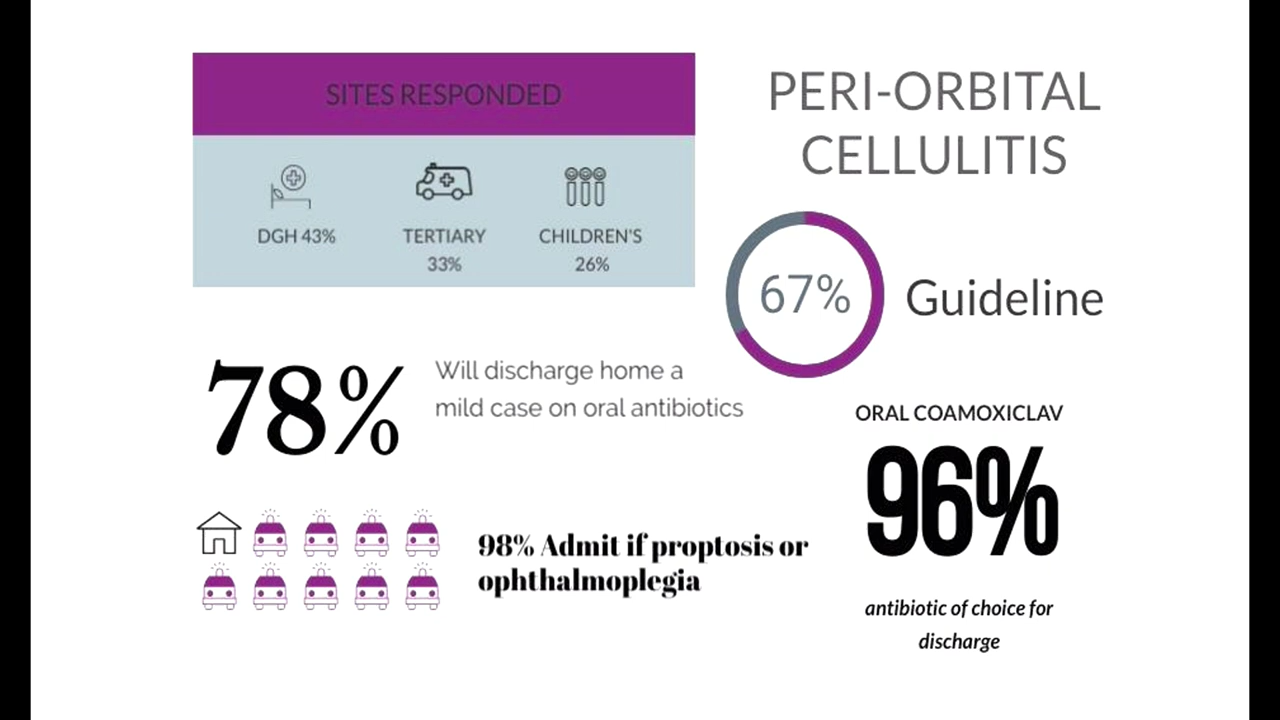 SITES RESPONDED
DGH 43%
TERTIARY
33%
CHILDREN'S
26%
PERI-ORBITAL
CELLULITIS
67%
Guideline
78%
Will discharge home a
mild case on oral antibiotics
ORAL COAMOXICLAV
96%
antibiotic of choice for
discharge
98% Admit if proptosis or
ophthalmoplegia